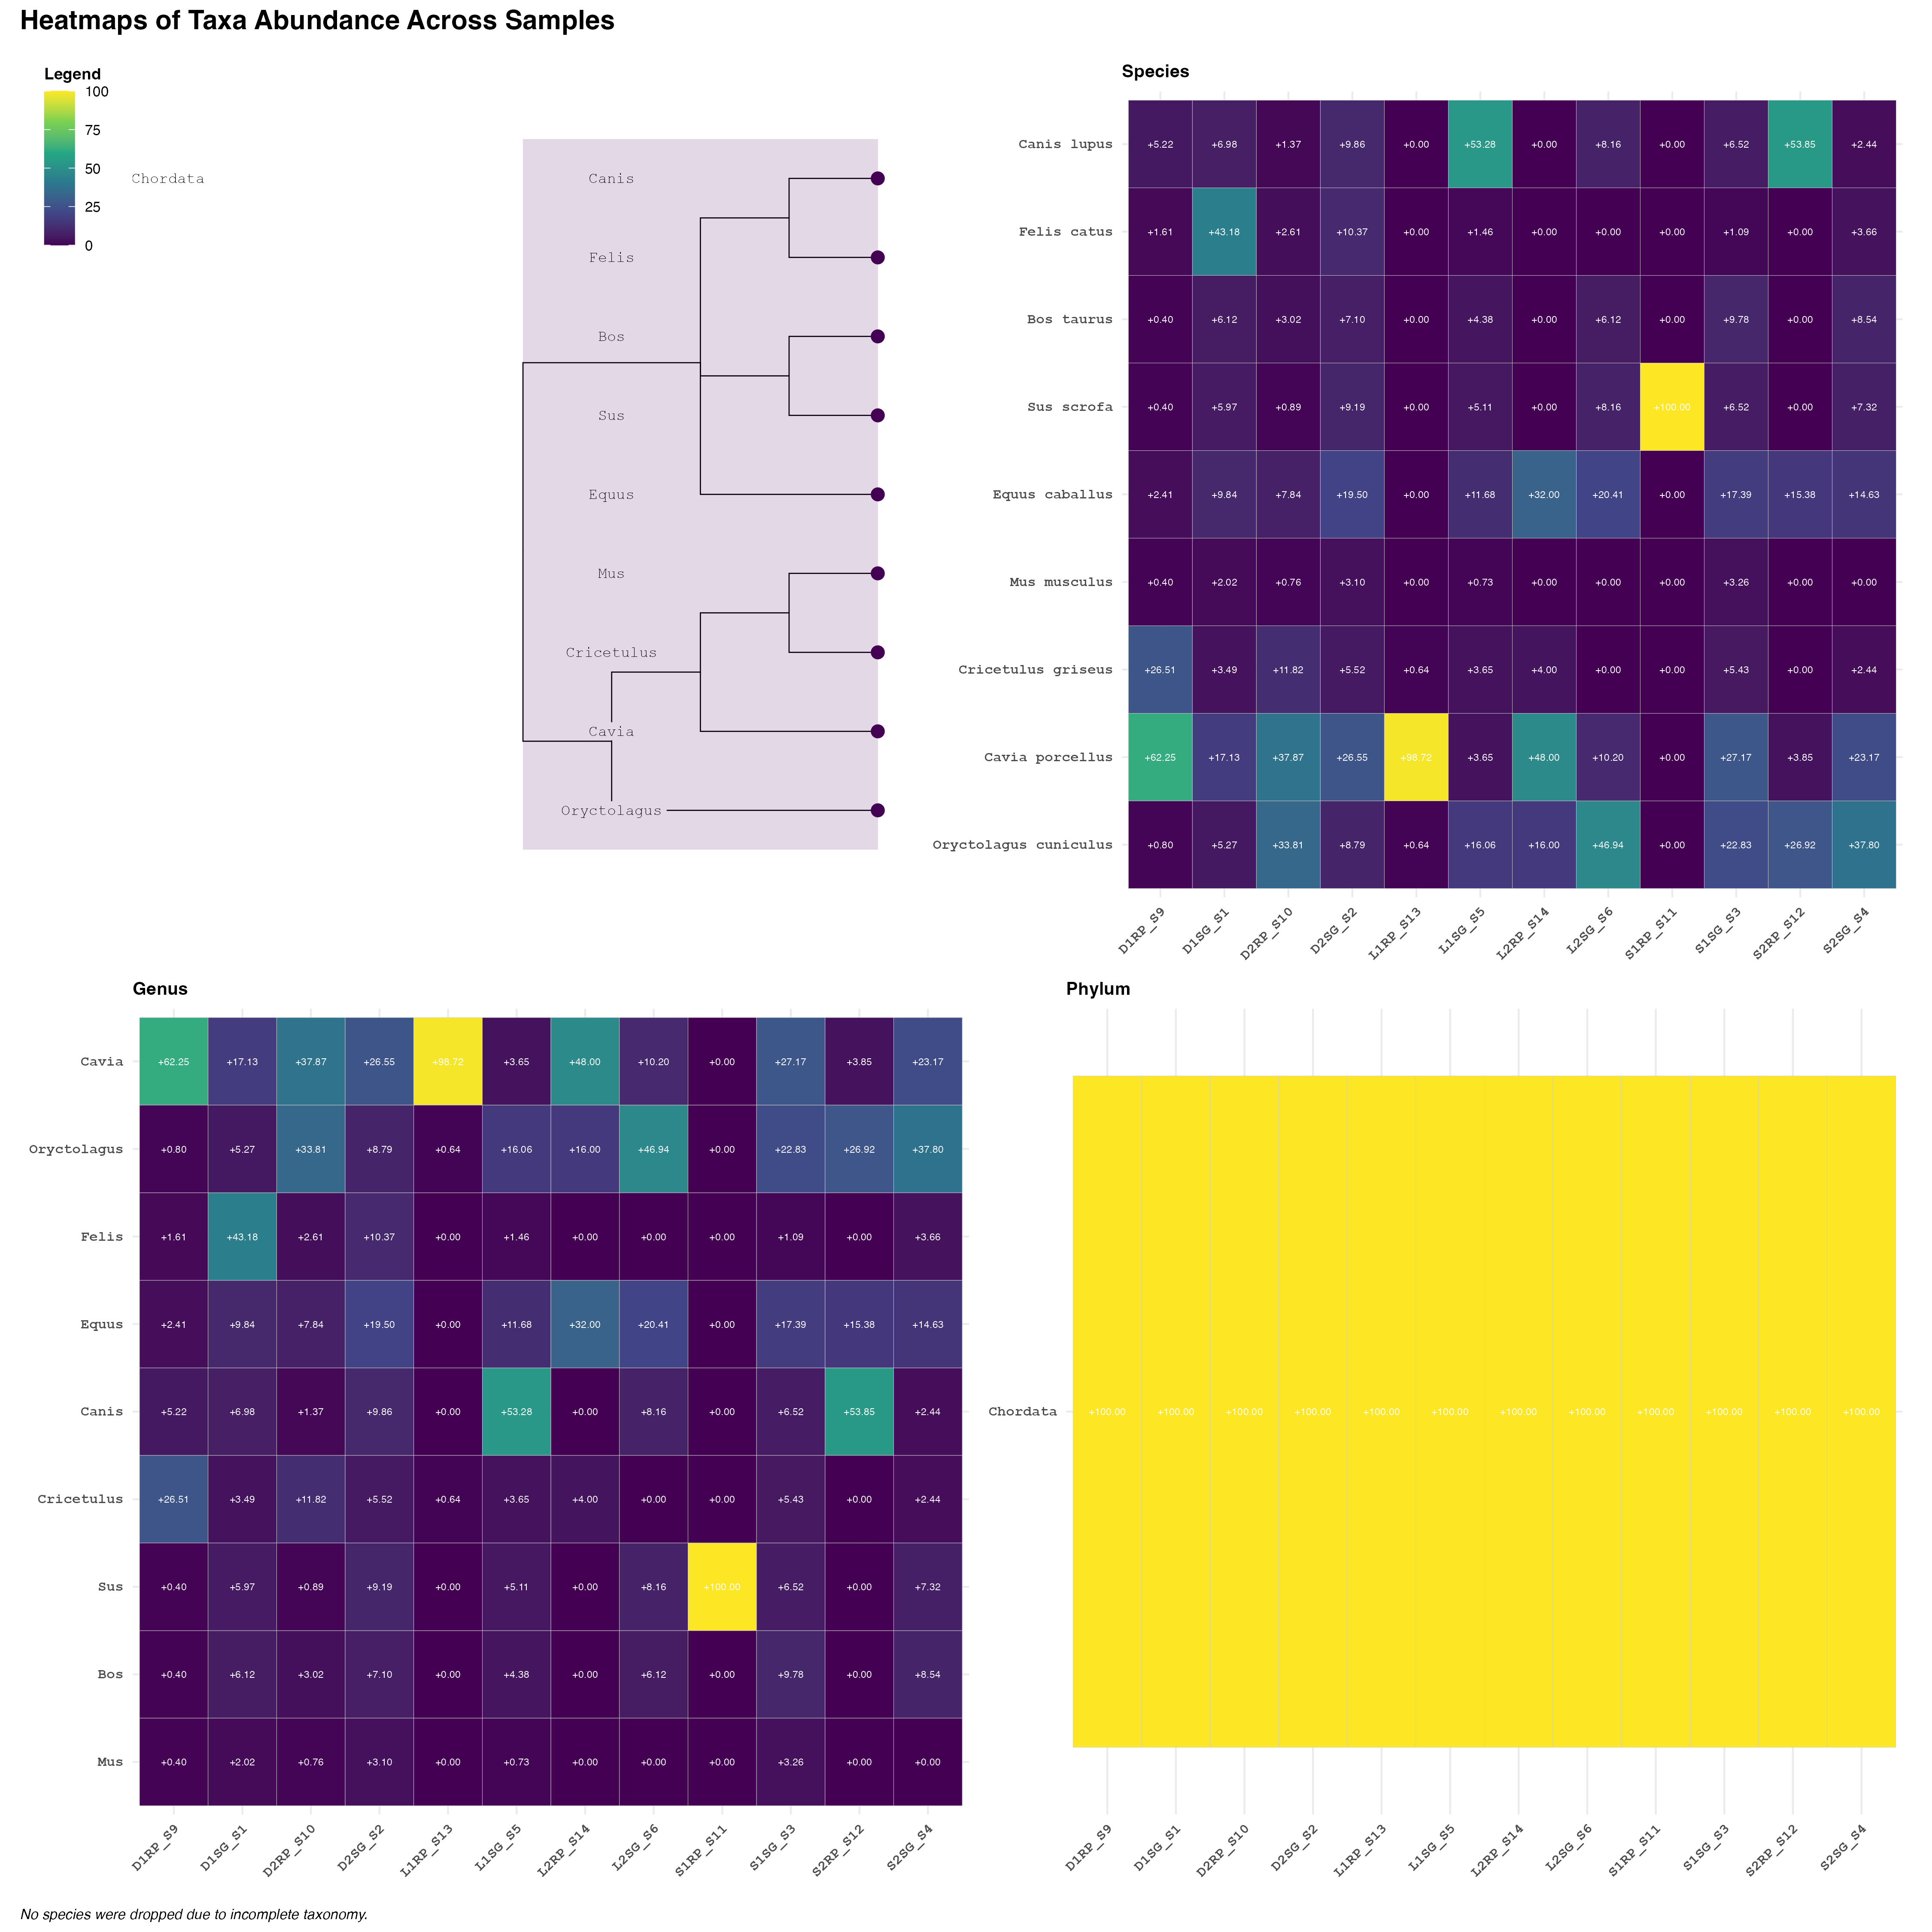 Heatmaps of Taxa Abundance Across Samples
Legend
100
75
50
25
0
Chordata
Canis
Felis
Bos
Sus
Equus
Mus
Cricetulus
Cavia
Oryctolagus
Species
Canis lupus +5.22 +6.98 +1.37 +9.86 +0.00 +53.28 +0.00 +8.16 +0.00 +6.52 +53.85 +2.44
Felis catus +1.61 +43.18 +2.61 +10.37 +0.00 +1.46 +0.00 +0.00 +0.00 +1.09 +0.00 +3.66
Bos taurus +0.40 +6.12 +3.02 +7.10 +0.00 +4.38 +0.00 +6.12 +0.00 +9.78 +0.00 +8.54
Sus scrofa +0.40 +5.97 +0.89 +9.19 +0.00 +5.11 +0.00 +8.16 +100.00 +6.52 +0.00 +7.32
Equus caballus +2.41 +9.84 +7.84 +19.50 +0.00 +11.68 +32.00 +20.41 +0.00 +17.39 +15.38 +14.63
Mus musculus +0.40 +2.02 +0.76 +3.10 +0.00 +0.73 +0.00 +0.00 +0.00 +3.26 +0.00 +0.00
Cricetulus griseus +26.51 +3.49 +11.82 +5.52 +0.64 +3.65 +4.00 +0.00 +0.00 +5.43 +0.00 +2.44
Cavia porcellus +62.25 +17.13 +37.87 +26.55 +98.72 +3.65 +48.00 +10.20 +0.00 +27.17 +3.85 +23.17
Oryctolagus cuniculus +0.80 +5.27 +33.81 +8.79 +0.64 +16.06 +16.00 +46.94 +0.00 +22.83 +26.92 +37.80
D1RP_S9 D1SG_S1 D2RP_S10 D2SG_S2 L1RP_S13 L1SG_S5 L2RP_S14 L2SG_S6 S1RP_S11 S1SG_S3 S2RP_S12 S2SG_S4
Genus
Cavia +62.25 +17.13 +37.87 +26.55 +98.72 +3.65 +48.00 +10.20 +0.00 +27.17 +3.85 +23.17
Oryctolagus +0.80 +5.27 +33.81 +8.79 +0.64 +16.06 +16.00 +46.94 +0.00 +22.83 +26.92 +37.80
Felis +1.61 +43.18 +2.61 +10.37 +0.00 +1.46 +0.00 +0.00 +0.00 +1.09 +0.00 +3.66
Equus +2.41 +9.84 +7.84 +19.50 +0.00 +11.68 +32.00 +20.41 +0.00 +17.39 +15.38 +14.63
Canis +5.22 +6.98 +1.37 +9.86 +0.00 +53.28 +0.00 +8.16 +0.00 +6.52 +53.85 +2.44
Cricetulus +26.51 +3.49 +11.82 +5.52 +0.64 +3.65 +4.00 +0.00 +0.00 +5.43 +0.00 +2.44
Sus +0.40 +5.97 +0.89 +9.19 +0.00 +5.11 +0.00 +8.16 +100.00 +6.52 +0.00 +7.32
Bos +0.40 +6.12 +3.02 +7.10 +0.00 +4.38 +0.00 +6.12 +0.00 +9.78 +0.00 +8.54
Mus +0.40 +2.02 +0.76 +3.10 +0.00 +0.73 +0.00 +0.00 +0.00 +3.26 +0.00 +0.00
D1RP_S9 D1SG_S1 D2RP_S10 D2SG_S2 L1RP_S13 L1SG_S5 L2RP_S14 L2SG_S6 S1RP_S11 S1SG_S3 S2RP_S12 S2SG_S4
Phylum
Chordata +100.00 +100.00 +100.00 +100.00 +100.00 +100.00 +100.00 +100.00 +100.00 +100.00 +100.00 +100.00
D1RP_S9 D1SG_S1 D2RP_S10 D2SG_S2 L1RP_S13 L1SG_S5 L2RP_S14 L2SG_S6 S1RP_S11 S1SG_S3 S2RP_S12 S2SG_S4
No species were dropped due to incomplete taxonomy.